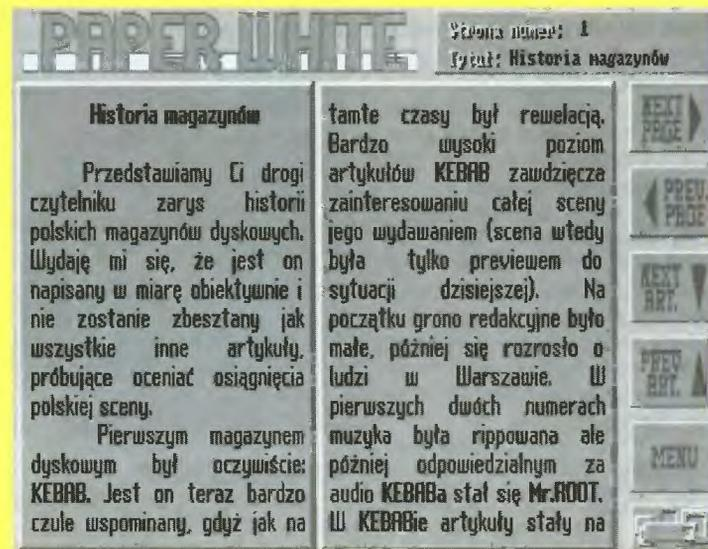 PAPER WHITE
Strona numer: 1
Tytuł: Historia magazynów
Historia magazynów
Przedstawiamy Ci drogi
czytelniku zarys historii
polskich magazynów dyskowych.
Wydaję mi się, że jest on
napisany w miarę obiektywnie i
nie zostanie zbesztany jak
wszystkie inne artykuły,
próbujące oceniać osiągnięcia
polskiej sceny.
Pierwszym magazynem
dyskowym był oczywiście:
KEBAB. Jest on teraz bardzo
czule wspominany, gdyż jak na
tamte czasy był rewelacją.
Bardzo wysoki poziom
artykułów KEBAB zawdzięcza
zainteresowaniu całej sceny
jego wydawaniem (scena wtedy
była tylko previewem do
sytuacji dzisiejszej). Na
początku grono redakcyjne było
małe, później się rozrosło o
ludzi w Warszawie. W
pierwszych dwóch numerach
muzyka była rippowana ale
później odpowiedzialnym za
audio KEBABa stał się Mr.ROOT.
W KEBABie artykuły stały na
NEXT
PAGE
PREV.
PAGE
NEXT
ART.
PREV
ART.
MENU